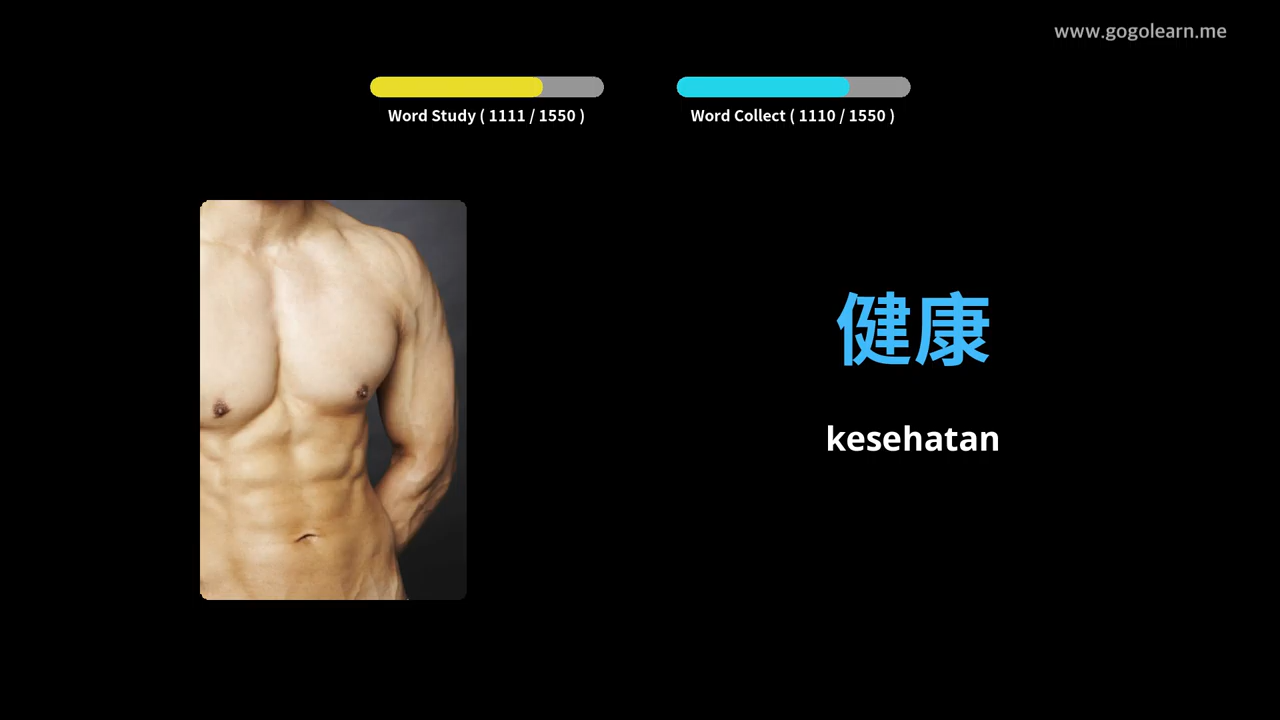 www.gogolearn.me
Word Study ( 1111 / 1550 )
Word Collect ( 1110 / 1550 )
健康
kesehatan